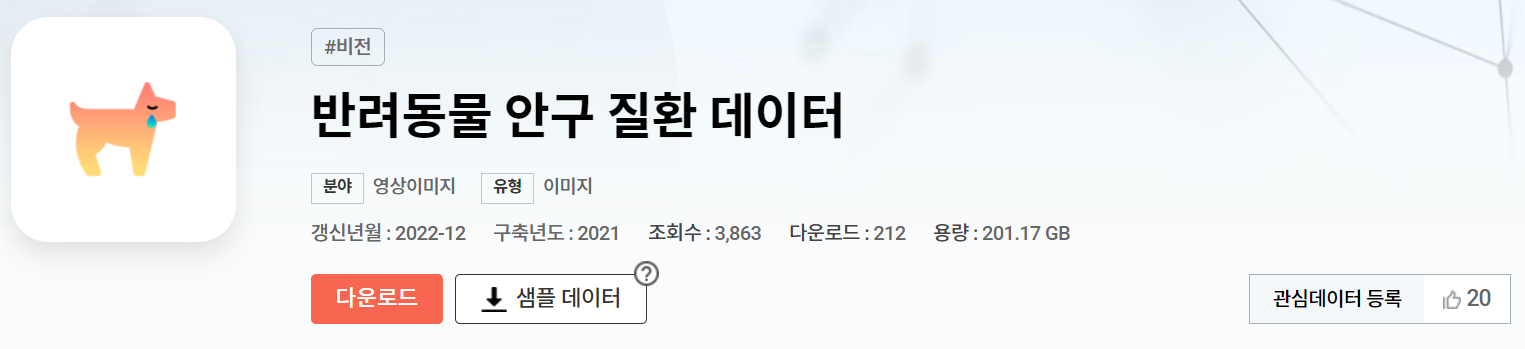 #비전
반려동물 안구 질환 데이터
분야 영상이미지 유형 이미지
갱신년월 : 2022-12 구축년도 : 2021 조회수 : 3,863 다운로드 : 212 용량 : 201.17 GB
다운로드 샘플 데이터 ? 관심데이터 등록 20